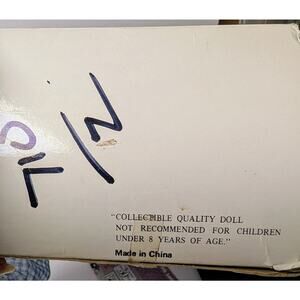 "COLLECTIBLE QUALITY DOLL
NOT RECOMMENDED FOR CHILDREN
UNDER 8 YEARS OF AGE."
Made in China